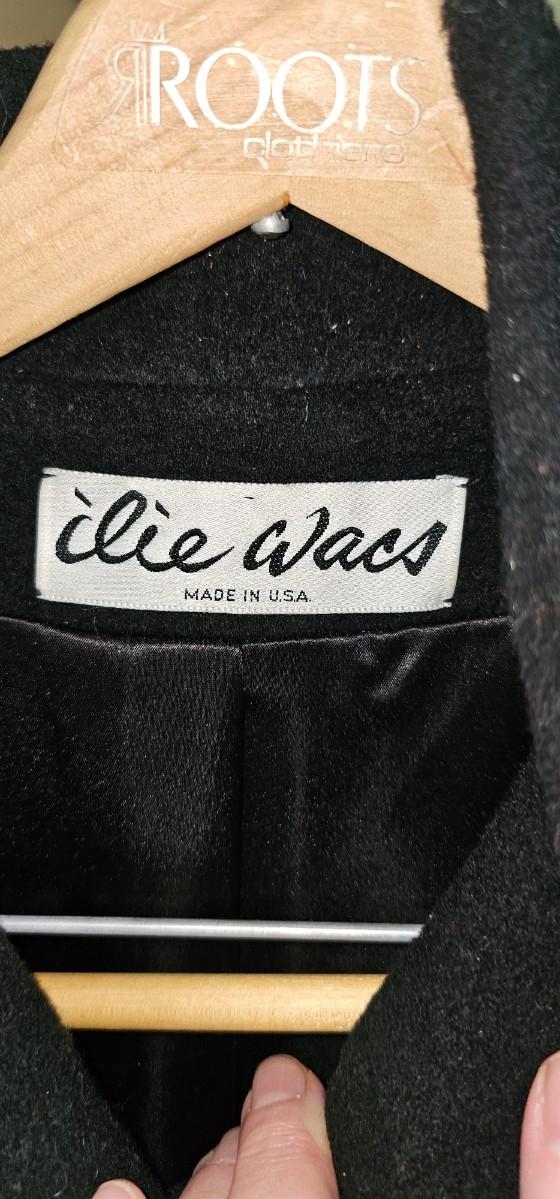 ROOTS
clothiers
ilie wacs
MADE IN U.S.A.